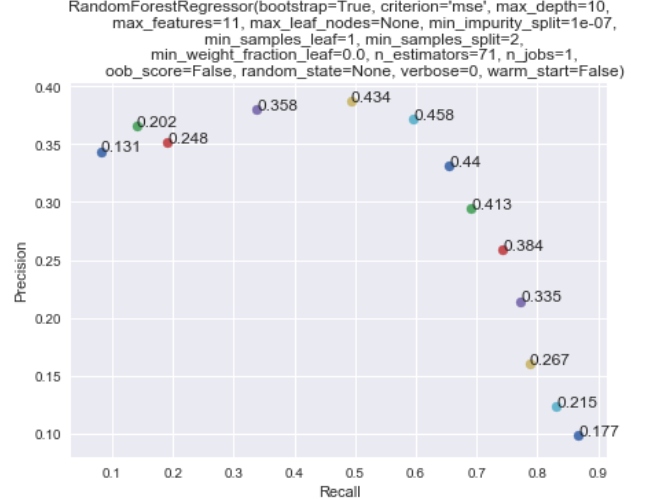 RandomForestRegressor(bootstrap=True, criterion='mse', max_depth=10,
max_features=11, max_leaf_nodes=None, min_impurity_split=1e-07,
min_samples_leaf=1, min_samples_split=2,
min_weight_fraction_leaf=0.0, n_estimators=71, n_jobs=1,
oob_score=False, random_state=None, verbose=0, warm_start=False)
0.40
0.35
0.30
0.25
0.20
0.15
0.10
Precision
0.131
0.202
0.248
0.358
0.434
0.458
0.44
0.413
0.384
0.335
0.267
0.215
0.177
0.1 0.2 0.3 0.4 0.5 0.6 0.7 0.8 0.9
Recall